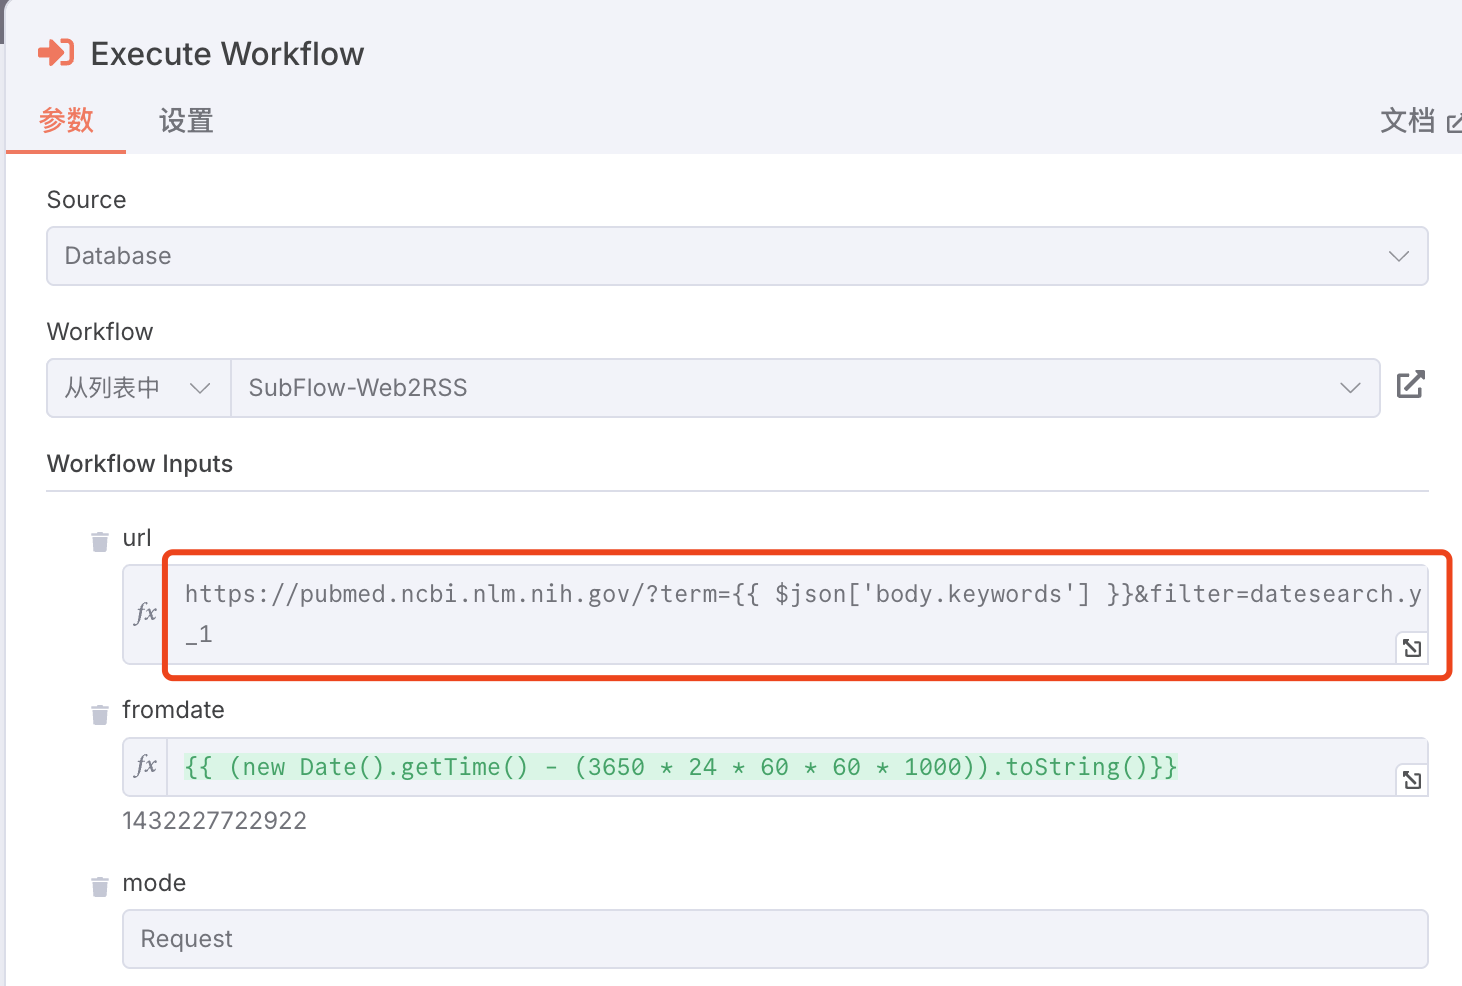 Execute Workflow
参数 设置 文档
Source
Database
Workflow
从列表中 SubFlow-Web2RSS
Workflow Inputs
url
fx https://pubmed.ncbi.nlm.nih.gov/?term={{ $json['body.keywords'] }}&filter=datesearch.y
_1
fromdate
fx {{ (new Date().getTime() - (3650 * 24 * 60 * 60 * 1000)).toString()}}
1432227722922
mode
Request